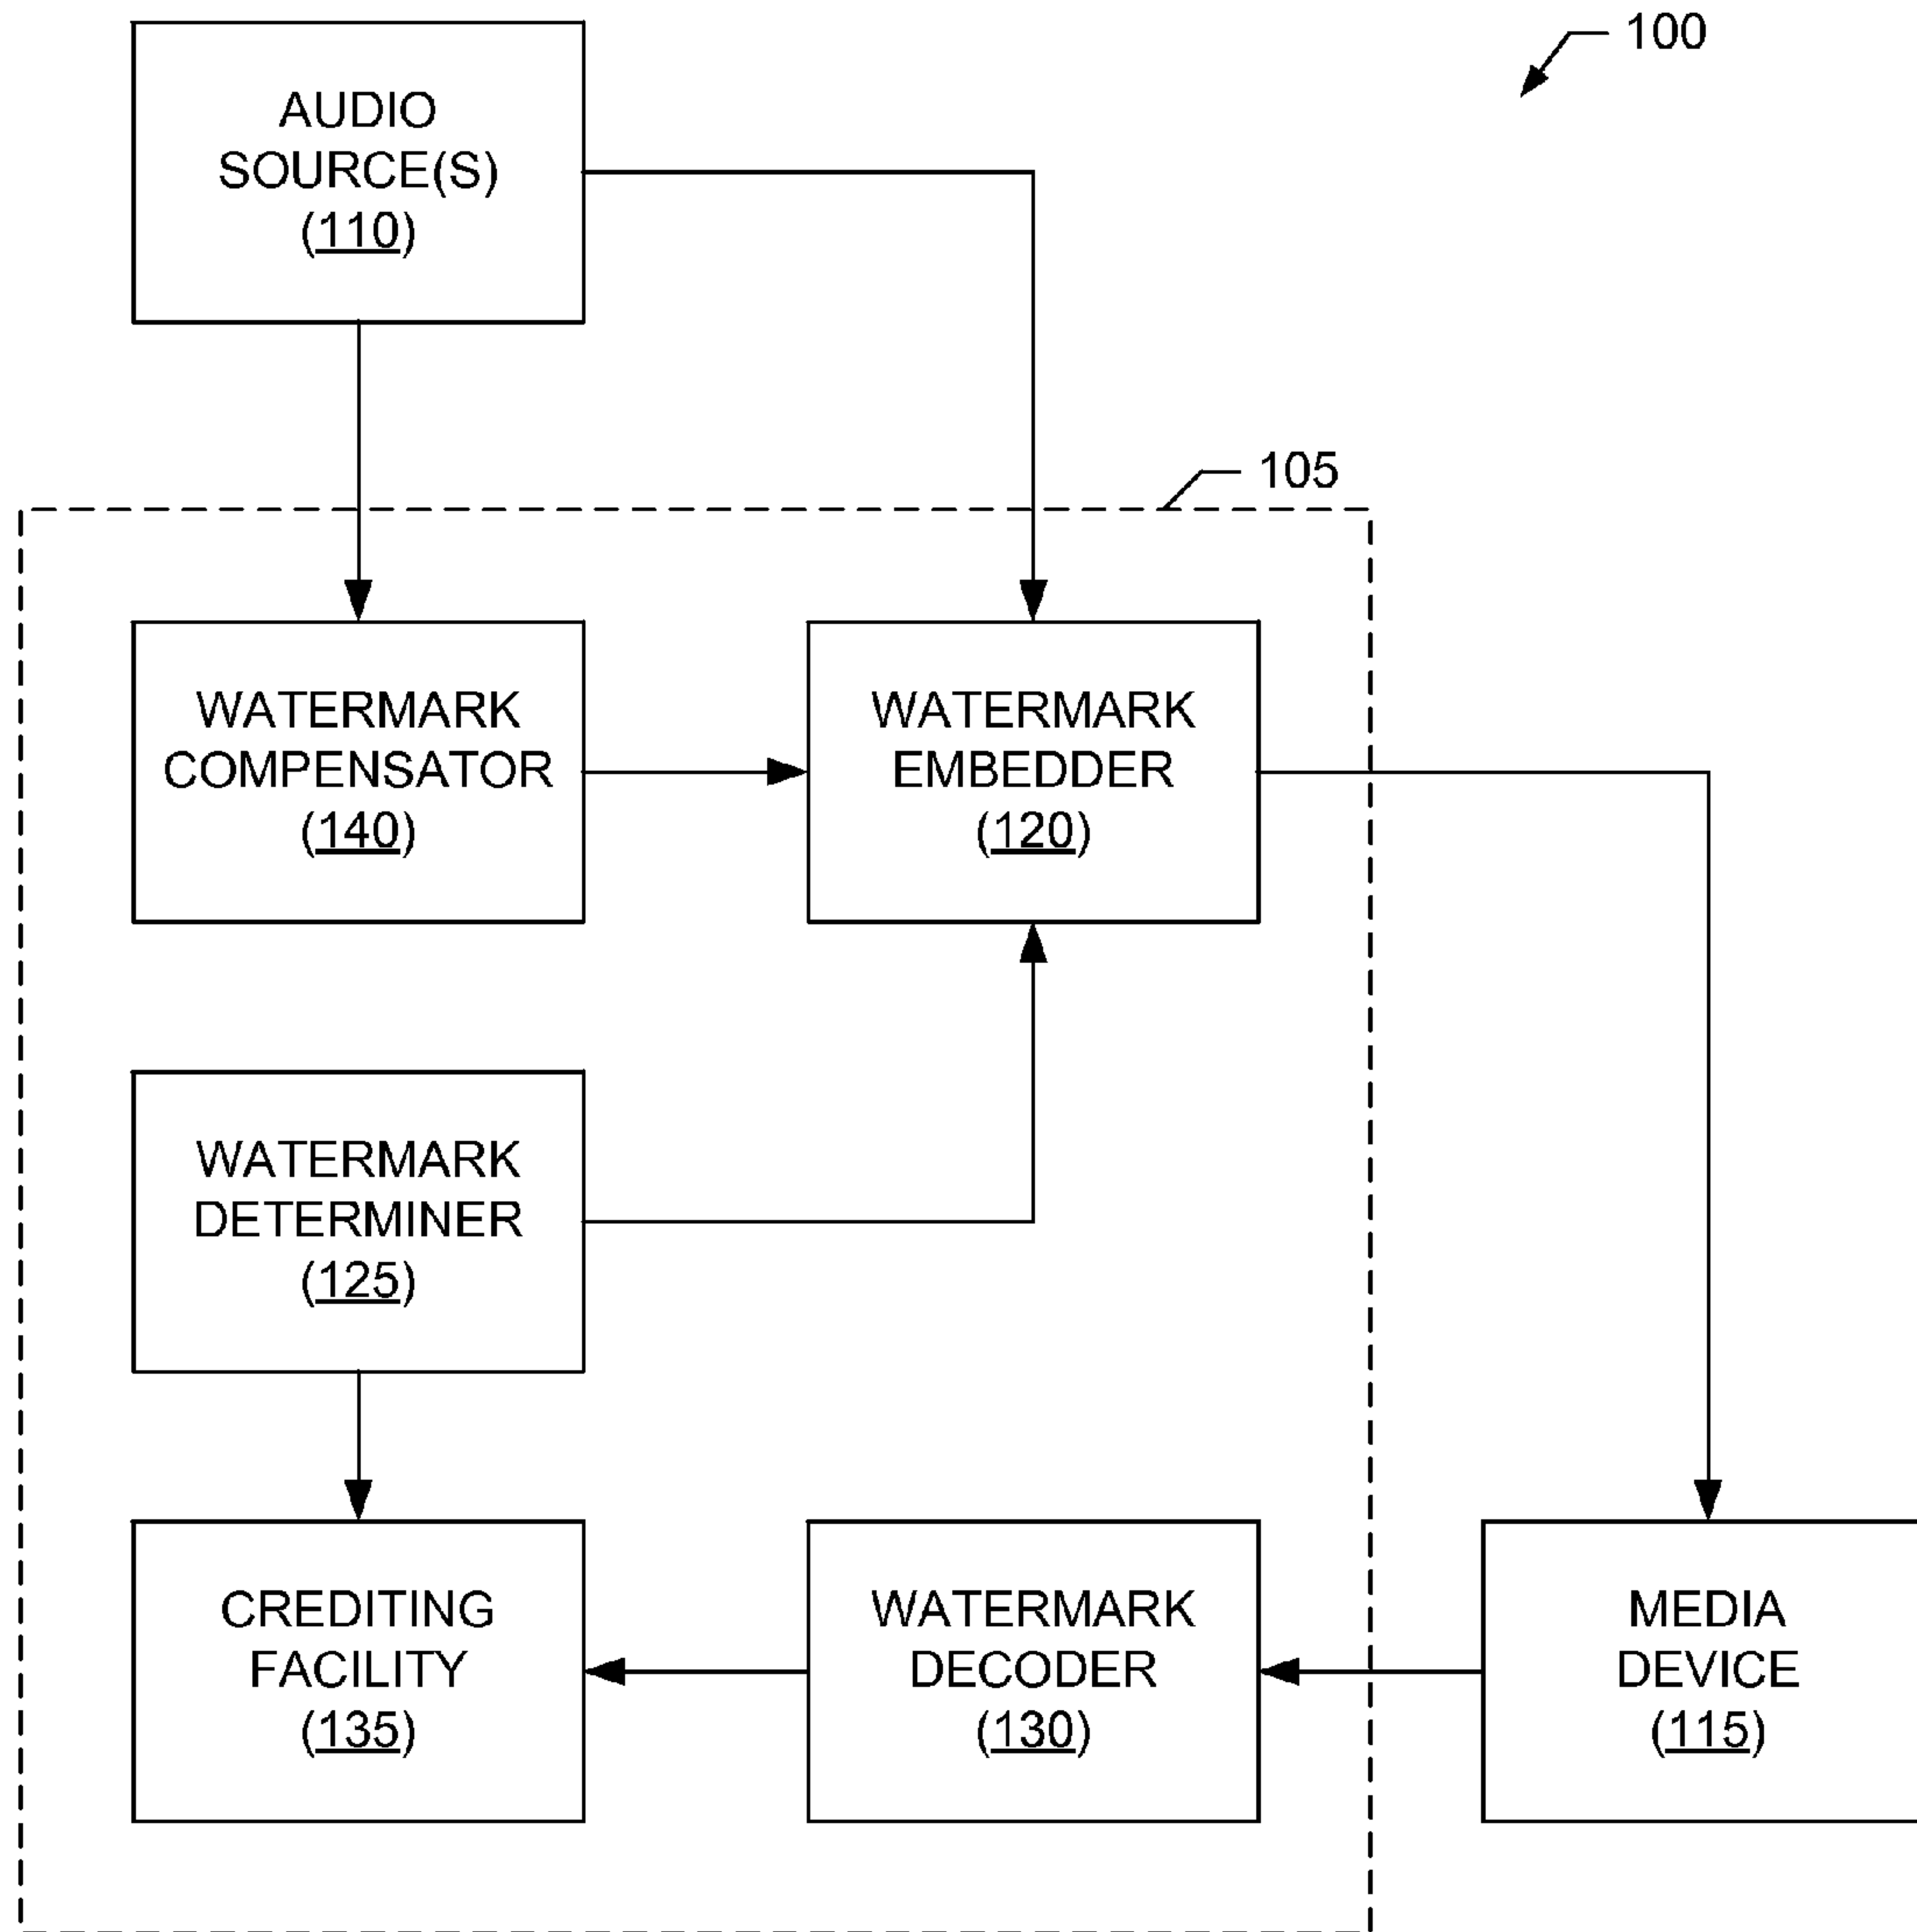 100
AUDIO
SOURCE(S)
(110)
105
WATERMARK
COMPENSATOR
(140)
WATERMARK
EMBEDDER
(120)
WATERMARK
DETERMINER
(125)
CREDITING
FACILITY
(135)
WATERMARK
DECODER
(130)
MEDIA
DEVICE
(115)